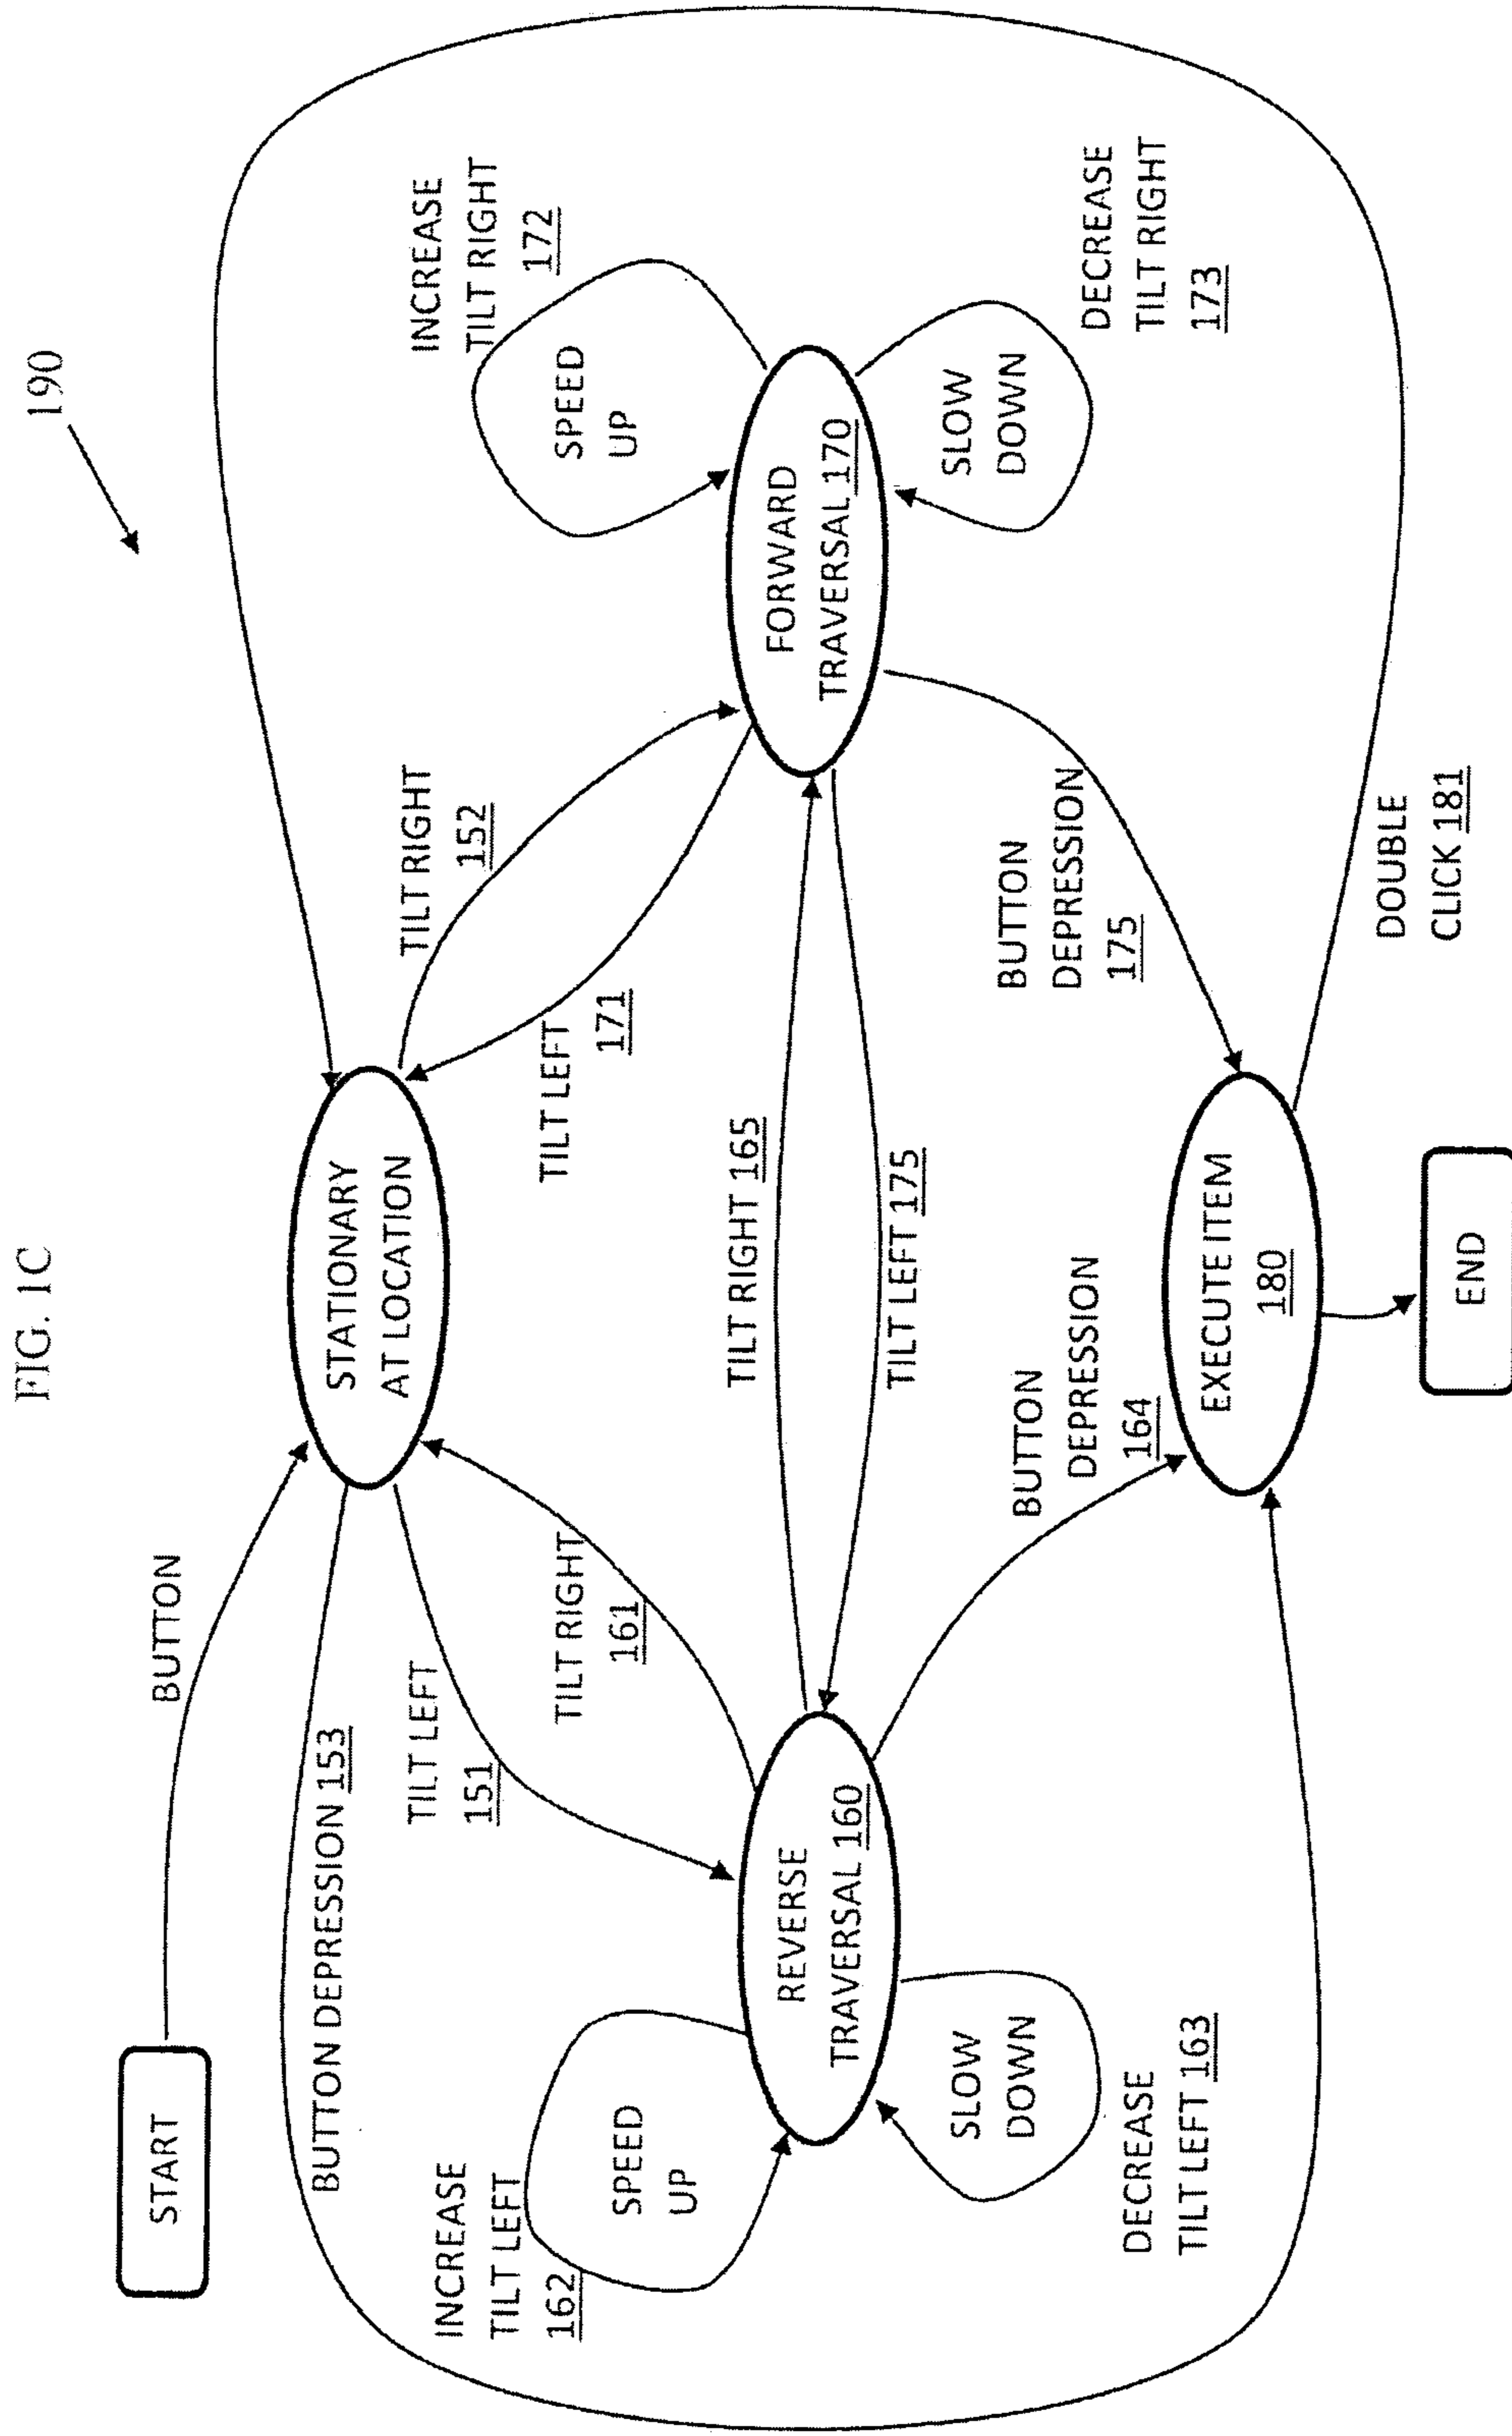 FIG. 1C
190
START
BUTTON
BUTTON DEPRESSION 153
STATIONARY
AT LOCATION
TILT LEFT
151
TILT RIGHT
161
TILT RIGHT
152
TILT LEFT
171
INCREASE
TILT LEFT
162
SPEED
UP
REVERSE
TRAVERSAL 160
SLOW
DOWN
DECREASE
TILT LEFT 163
TILT RIGHT 165
TILT LEFT 175
INCREASE
TILT RIGHT
172
SPEED
UP
FORWARD
TRAVERSAL 170
SLOW
DOWN
DECREASE
TILT RIGHT
173
BUTTON
DEPRESSION
164
BUTTON
DEPRESSION
175
EXECUTE ITEM
180
DOUBLE
CLICK 181
END